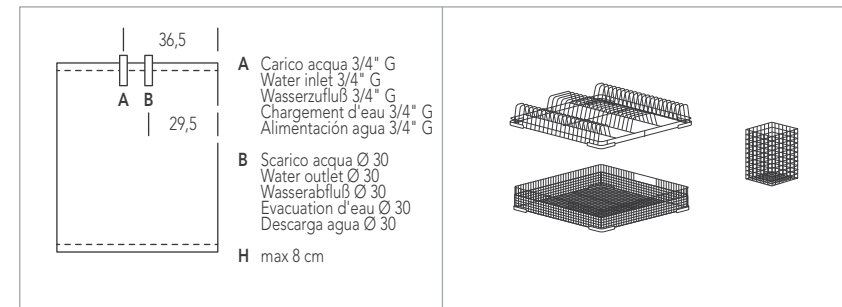 36,5
A B
29,5
A Carico acqua 3/4" G
Water inlet 3/4" G
Wasserzufluß 3/4" G
Chargement d'eau 3/4" G
Alimentación agua 3/4" G
B Scarico acqua Ø 30
Water outlet Ø 30
Wasserabfluß Ø 30
Evacuation d'eau Ø 30
Descarga agua Ø 30
H max 8 cm